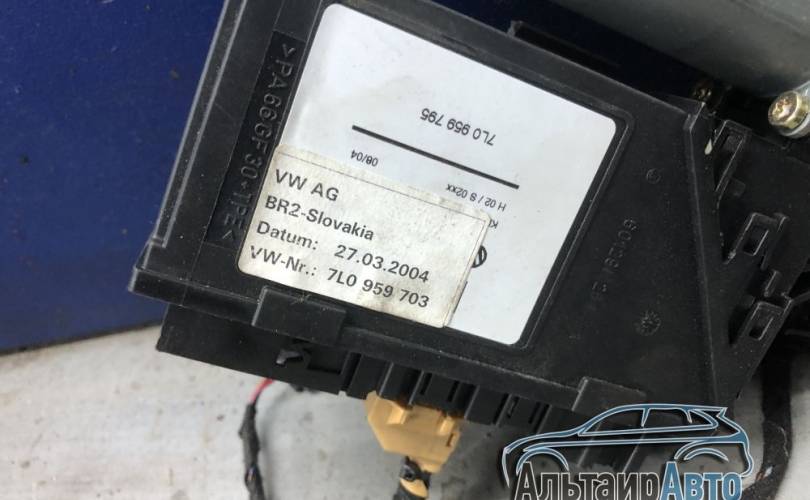 >PA66GF30+1PE<
7L0 959 795
08/04
H 02 / S 02xx
VW AG
BR2-Slovakia
Datum: 27.03.2004
VW-Nr.: 7L0 959 703
АльтаирАвто